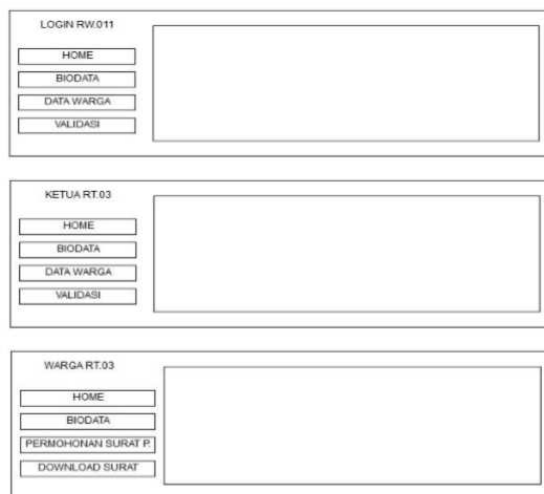 LOGIN RW.011
HOME
BIODATA
DATA WARGA
VALIDASI
KETUA RT.03
HOME
BIODATA
DATA WARGA
VALIDASI
WARGA RT.03
HOME
BIODATA
PERMOHONAN SURAT P.
DOWNLOAD SURAT